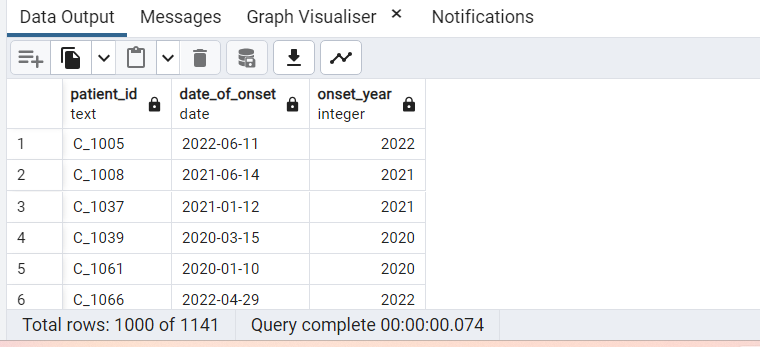 Data Output Messages Graph Visualiser × Notifications
patient_id date_of_onset onset_year
text date integer
1 C_1005 2022-06-11 2022
2 C_1008 2021-06-14 2021
3 C_1037 2021-01-12 2021
4 C_1039 2020-03-15 2020
5 C_1061 2020-01-10 2020
6 C_1066 2022-04-29 2022
Total rows: 1000 of 1141 Query complete 00:00:00.074